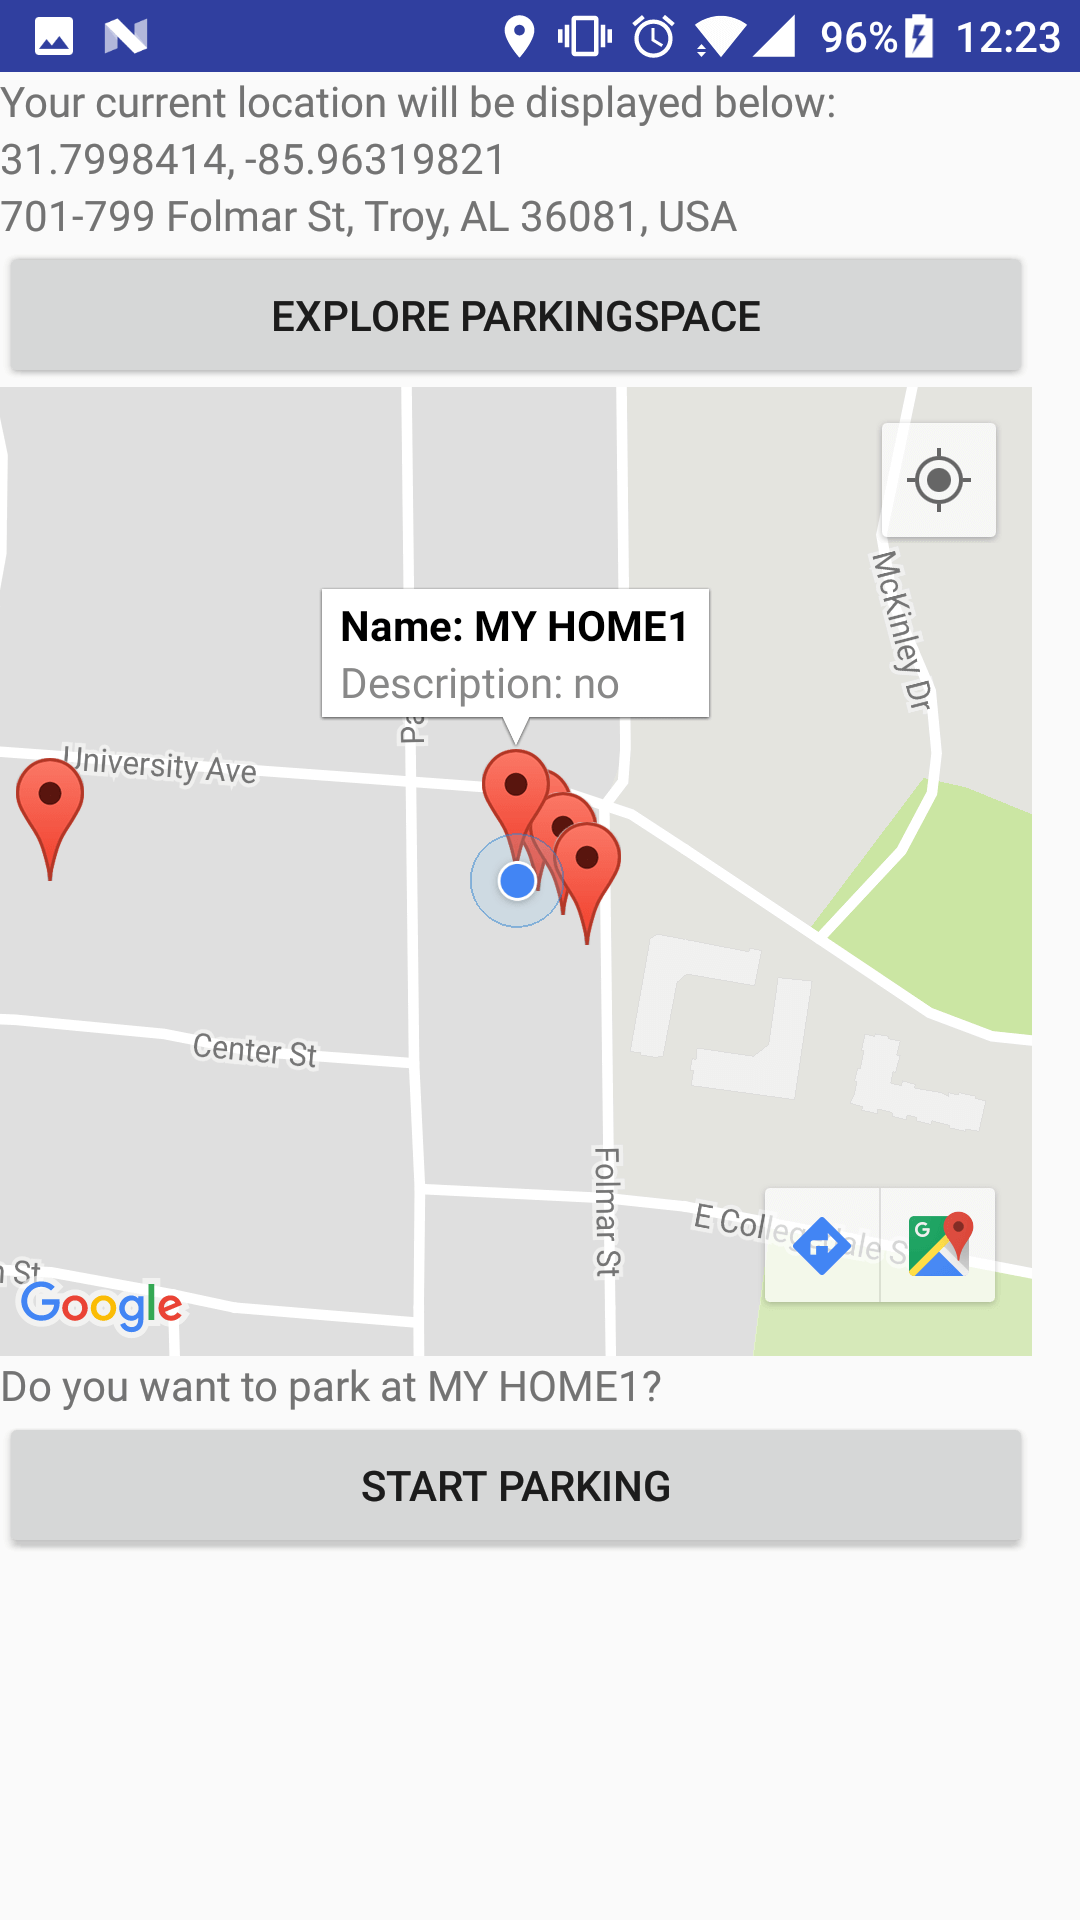 96% 12:23
Your current location will be displayed below:
31.7998414, -85.96319821
701-799 Folmar St, Troy, AL 36081, USA
EXPLORE PARKINGSPACE
McKinley Dr
Name: MY HOME1
Description: no
Pa
University Ave
Center St
Folmar St
E Colleg ale S
St
Google
Do you want to park at MY HOME1?
START PARKING